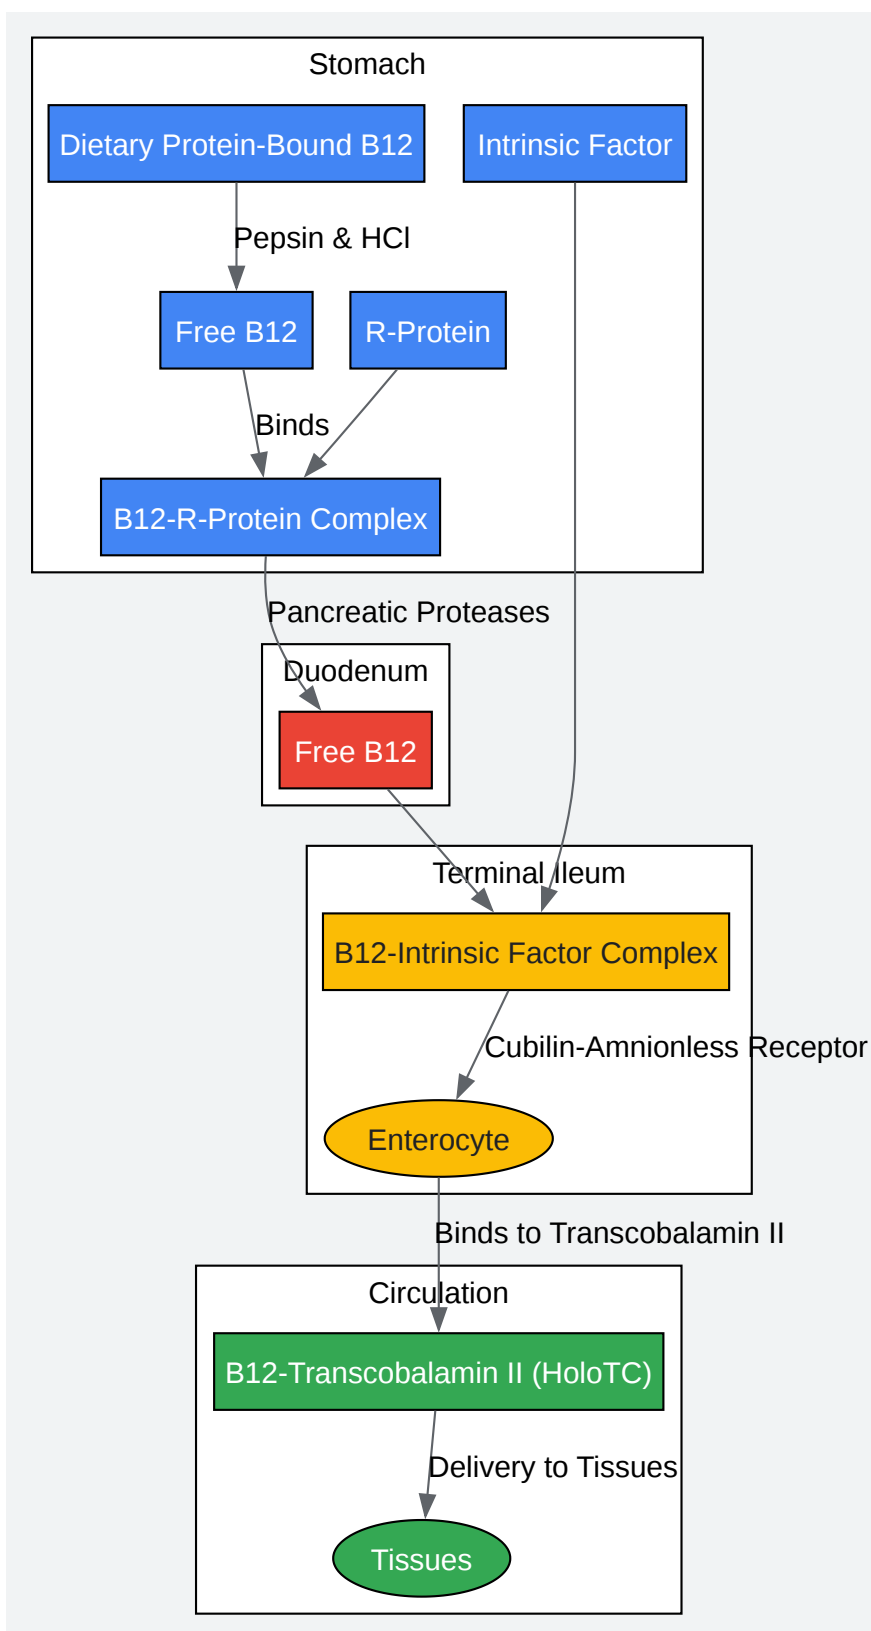 Stomach
Dietary Protein-Bound B12
Intrinsic Factor
Pepsin & HCl
Free B12
R-Protein
Binds
B12-R-Protein Complex
Pancreatic Proteases
Duodenum
Free B12
Terminal Ileum
B12-Intrinsic Factor Complex
Cubilin-Amnionless Receptor
Enterocyte
Binds to Transcobalamin II
Circulation
B12-Transcobalamin II (HoloTC)
Delivery to Tissues
Tissues